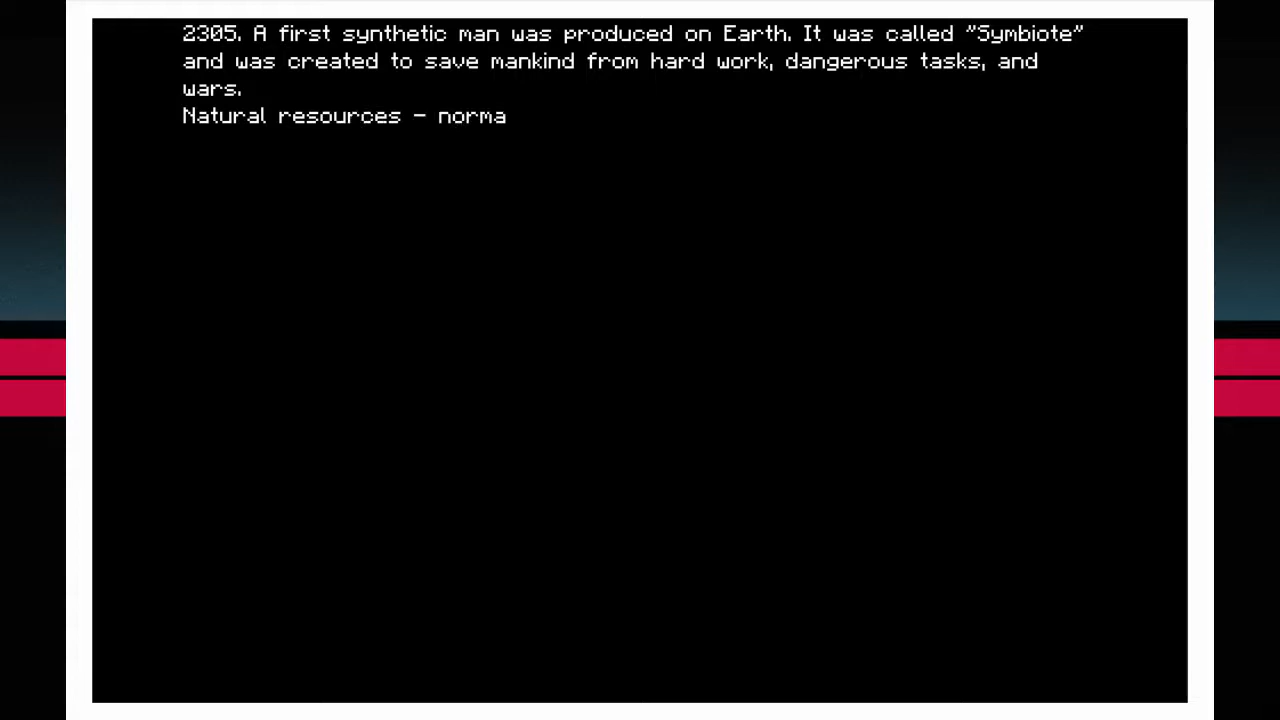 2305. A first synthetic man was produced on Earth. It was called "Symbiote"
and was created to save mankind from hard work, dangerous tasks, and
wars.
Natural resources - norma